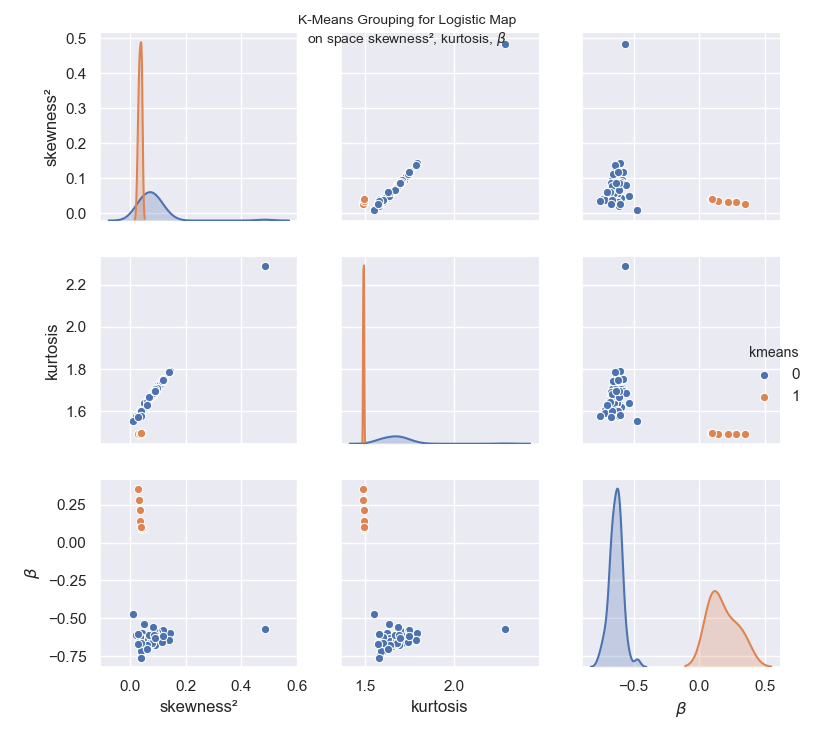 K-Means Grouping for Logistic Map
on space skewness², kurtosis, β
skewness²
0.5
0.4
0.3
0.2
0.1
0.0
kurtosis
2.2
2.0
1.8
1.6
kmeans
0
1
β
0.25
0.00
−0.25
−0.50
−0.75
0.0 0.2 0.4 0.6
skewness²
1.5 2.0
kurtosis
−0.5 0.0 0.5
β